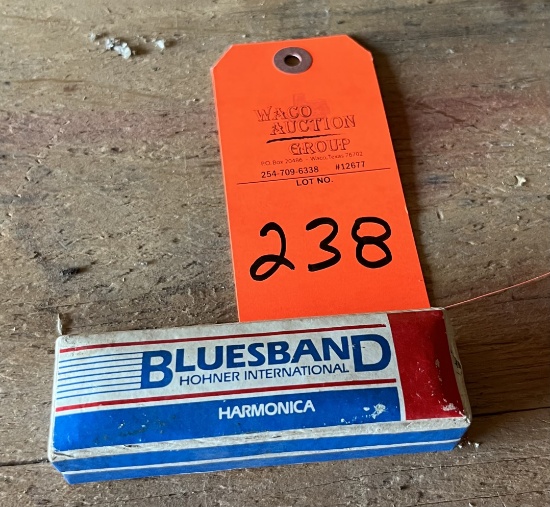 WACO
AUCTION
GROUP
P.O. Box 20486 - Waco, Texas 76702
254-709-6338 #12677
LOT NO.
238
BLUESBAND
HOHNER INTERNATIONAL
HARMONICA